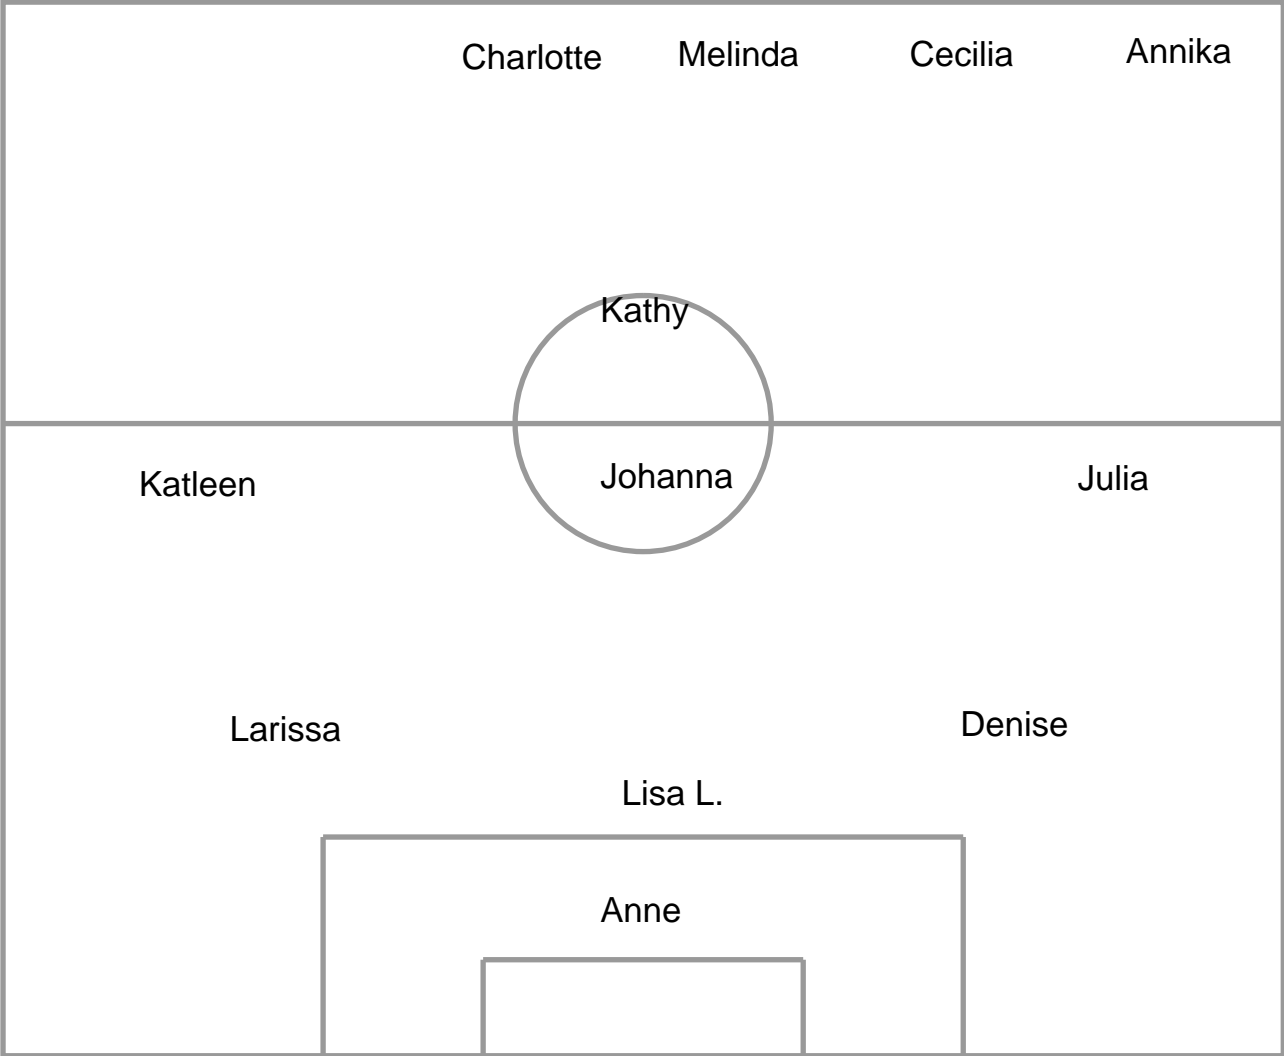 Charlotte Melinda Cecilia Annika
Kathy
Katleen Johanna Julia
Larissa Denise
Lisa L.
Anne